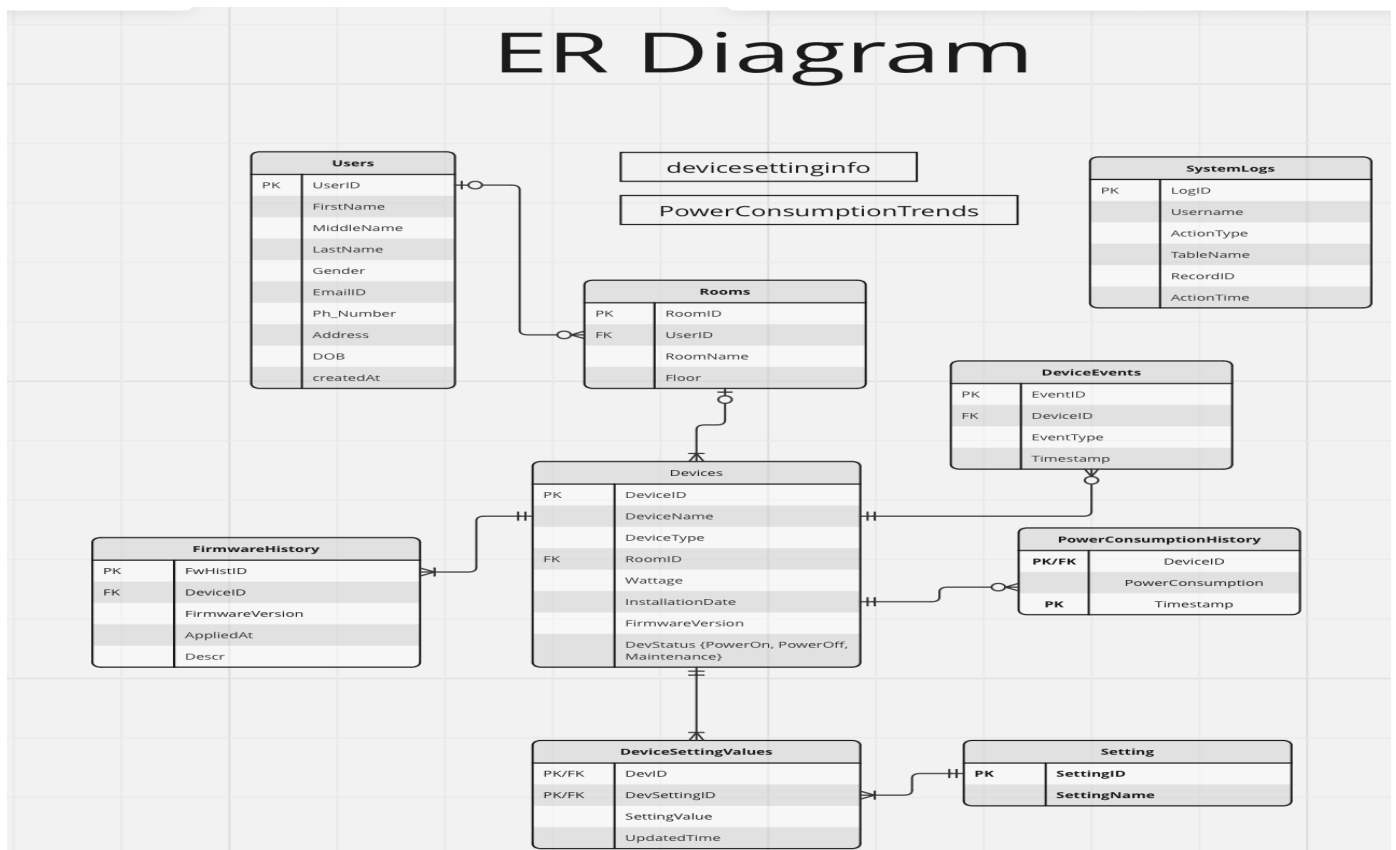 ER Diagram
devicesettinginfo
PowerConsumptionTrends
Users
PK UserID
FirstName
MiddleName
LastName
Gender
EmailID
Ph_Number
Address
DOB
createdAt
SystemLogs
PK LogID
Username
ActionType
TableName
RecordID
ActionTime
Rooms
PK RoomID
FK UserID
RoomName
Floor
DeviceEvents
PK EventID
FK DeviceID
EventType
Timestamp
Devices
PK DeviceID
DeviceName
DeviceType
FK RoomID
Wattage
InstallationDate
FirmwareVersion
DevStatus {PowerOn, PowerOff,
Maintenance}
FirmwareHistory
PK FwHistID
FK DeviceID
FirmwareVersion
AppliedAt
Descr
PowerConsumptionHistory
PK/FK DeviceID
PowerConsumption
PK Timestamp
DeviceSettingValues
PK/FK DevID
PK/FK DevSettingID
SettingValue
UpdatedTime
Setting
PK SettingID
SettingName